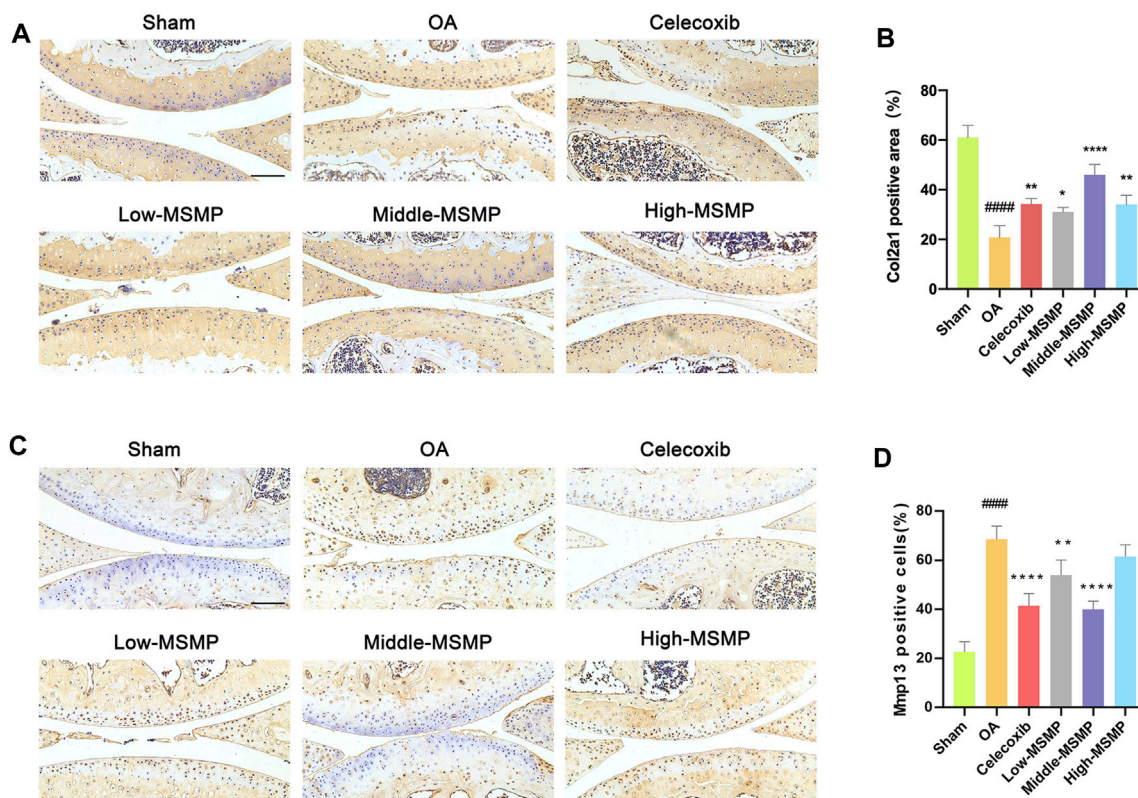 A
Sham OA Celecoxib
Low-MSMP Middle-MSMP High-MSMP
B
Col2a1 positive area (%)
80
60
40
20
0
####
**
*
****
**
Sham
OA
Celecoxib
Low-MSMP
Middle-MSMP
High-MSMP
C
Sham OA Celecoxib
Low-MSMP Middle-MSMP High-MSMP
D
Mmp13 positive cells(%)
80
60
40
20
0
####
****
**
****
Sham
OA
Celecoxib
Low-MSMP
Middle-MSMP
High-MSMP